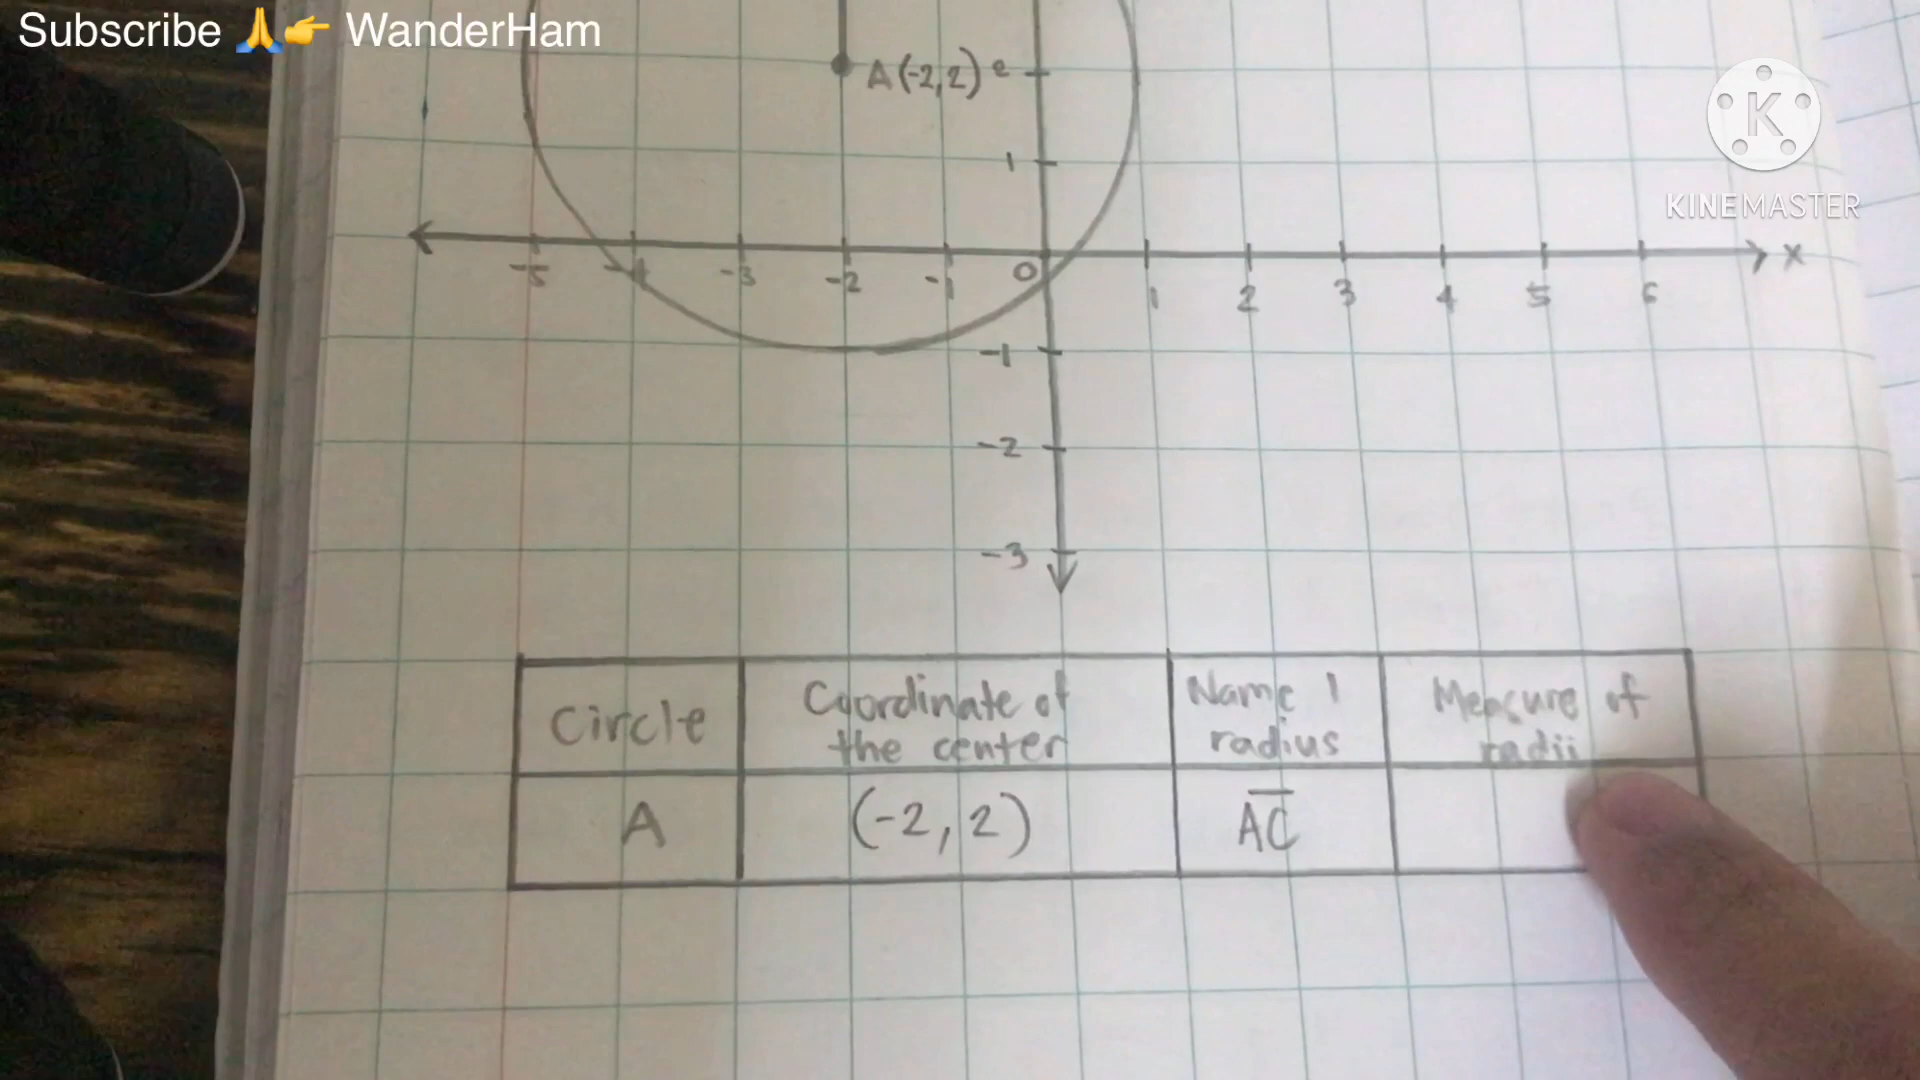 Subscribe 🙏👉 WanderHam
A(-2,2) 2
1
K
KINEMASTER
-5 -4 -3 -2 -1 0 1 2 3 4 5 6 x
-1
-2
-3
Circle
Coordinate of
the center
Name 1
radius
Measure of
radii
A
(-2, 2)
AC